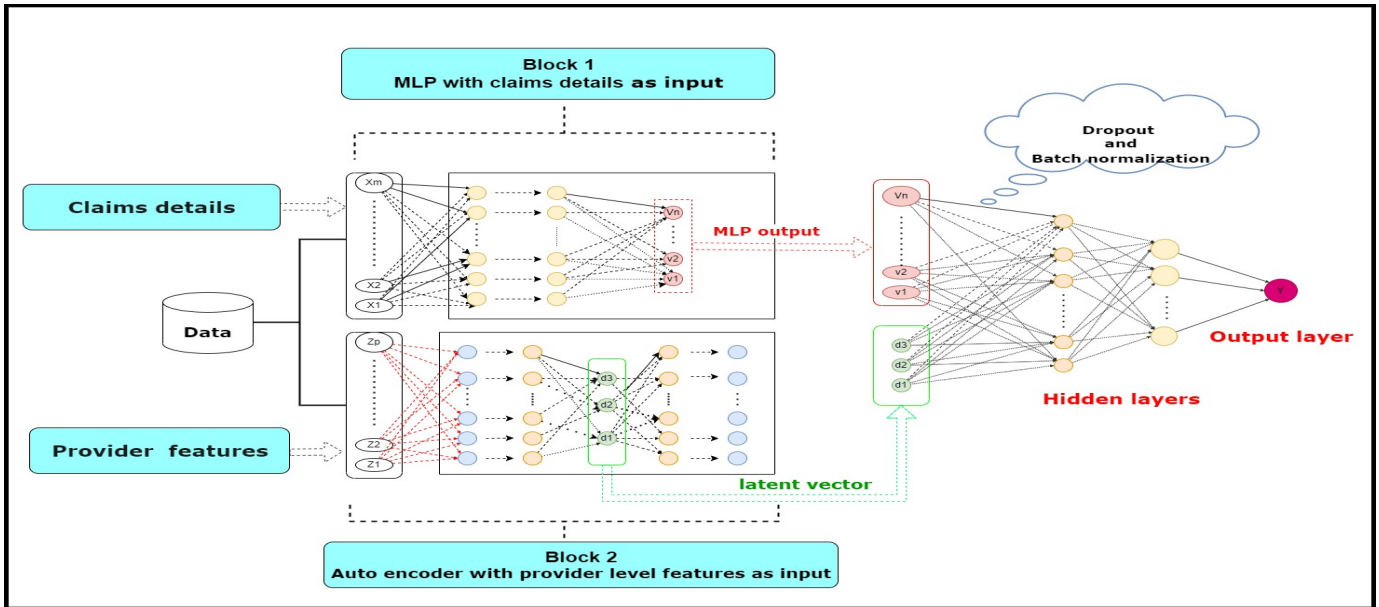 Block 1
MLP with claims details as input
Dropout
and
Batch normalization
Claims details
Xm
X2
X1
Vn
v2
v1
MLP output
Vn
v2
v1
Y
Output layer
Data
Zp
Z2
Z1
d3
d2
d1
d3
d2
d1
Hidden layers
Provider features
latent vector
Block 2
Auto encoder with provider level features as input